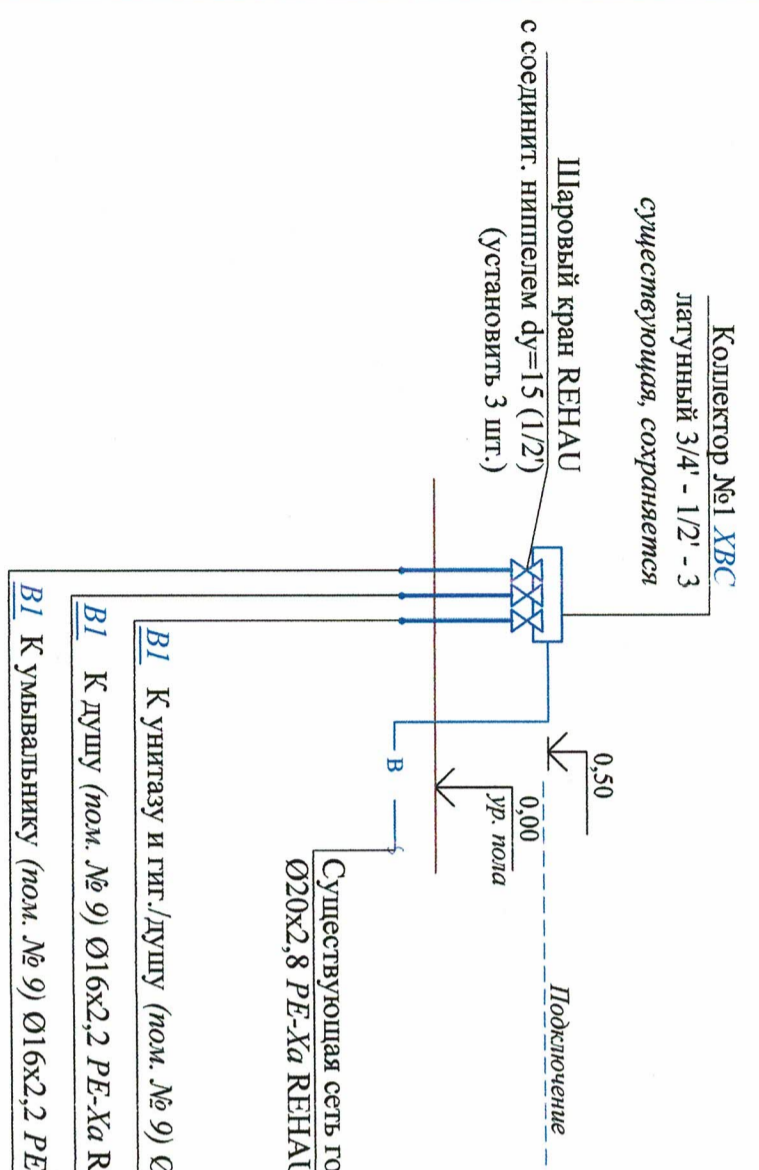 Коллектор №1 ХВС
латунный 3/4' - 1/2' - 3
существующая, сохраняется
Шаровый кран REHAU
с соединит. ниппелем dy=15 (1/2')
(установить 3 шт.)
0,50
0,00
ур. пола
Подключение
В
Существующая сеть го
Ø20х2,8 PE-Xa REHAU
В1 К унитазу и гиг./душу (пом. № 9) Ø
В1 К душу (пом. № 9) Ø16х2,2 PE-Xa R
В1 К умывальнику (пом. № 9) Ø16х2,2 PE